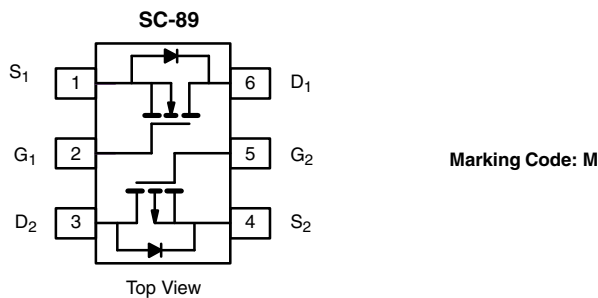 SC-89
S1 1 6 D1
G1 2 5 G2
Marking Code: M
D2 3 4 S2
Top View